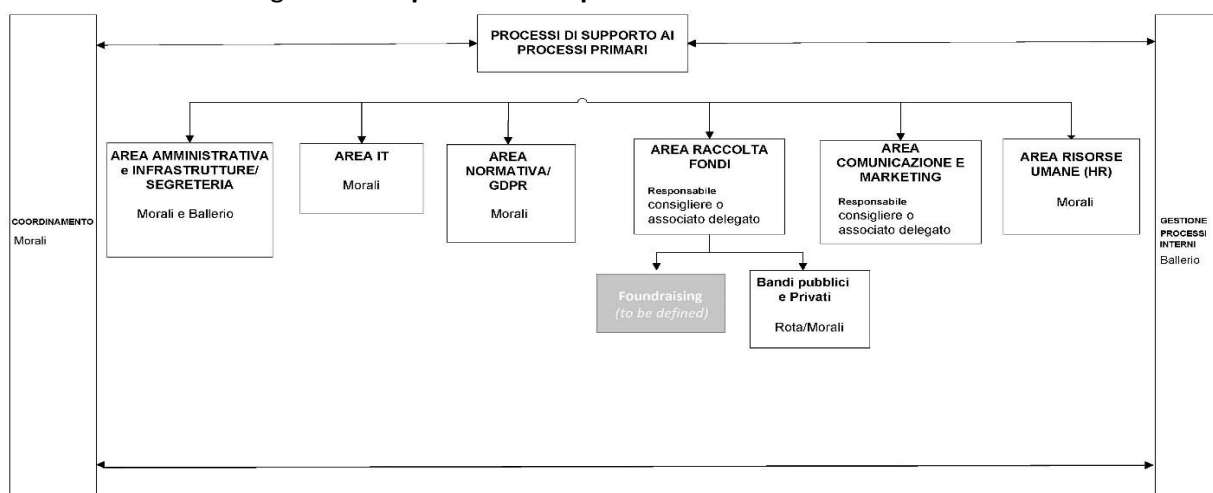 PROCESSI DI SUPPORTO AI
PROCESSI PRIMARI
COORDINAMENTO
Morali
AREA AMMINISTRATIVA
e INFRASTRUTTURE/
SEGRETERIA
Morali e Ballerio
AREA IT
Morali
AREA
NORMATIVA/
GDPR
Morali
AREA RACCOLTA
FONDI
Responsabile
consigliere o
associato delegato
AREA
COMUNICAZIONE E
MARKETING
Responsabile
consigliere o
associato delegato
AREA RISORSE
UMANE (HR)
Morali
GESTIONE
PROCESSI
INTERNI
Ballerio
Foundraising
(to be defined)
Bandi pubblici
e Privati
Rota/Morali